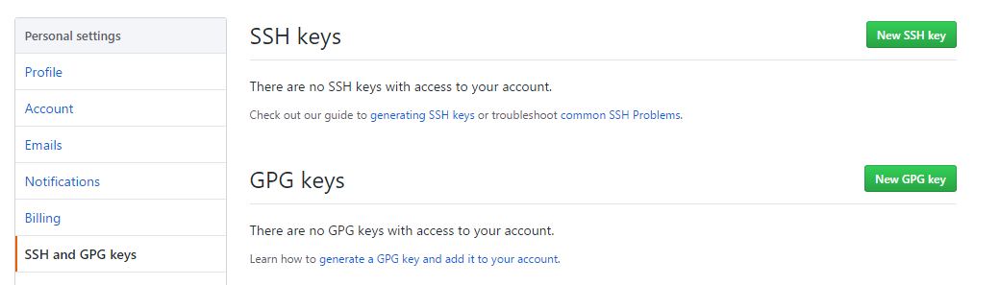 Personal settings
Profile
Account
Emails
Notifications
Billing
SSH and GPG keys
SSH keys
New SSH key
There are no SSH keys with access to your account.
Check out our guide to generating SSH keys or troubleshoot common SSH Problems.
GPG keys
New GPG key
There are no GPG keys with access to your account.
Learn how to generate a GPG key and add it to your account.